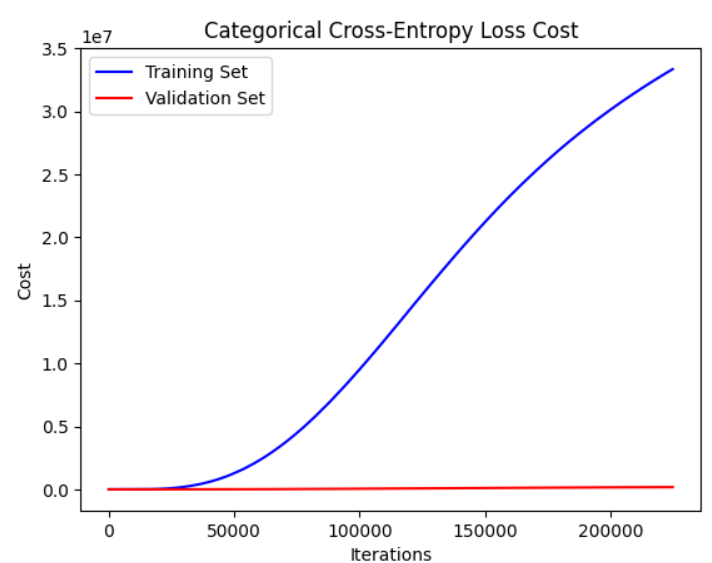 Categorical Cross-Entropy Loss Cost
1e7
3.5
3.0
2.5
2.0
1.5
1.0
0.5
0.0
Cost
Training Set
Validation Set
0
50000
100000
150000
200000
Iterations